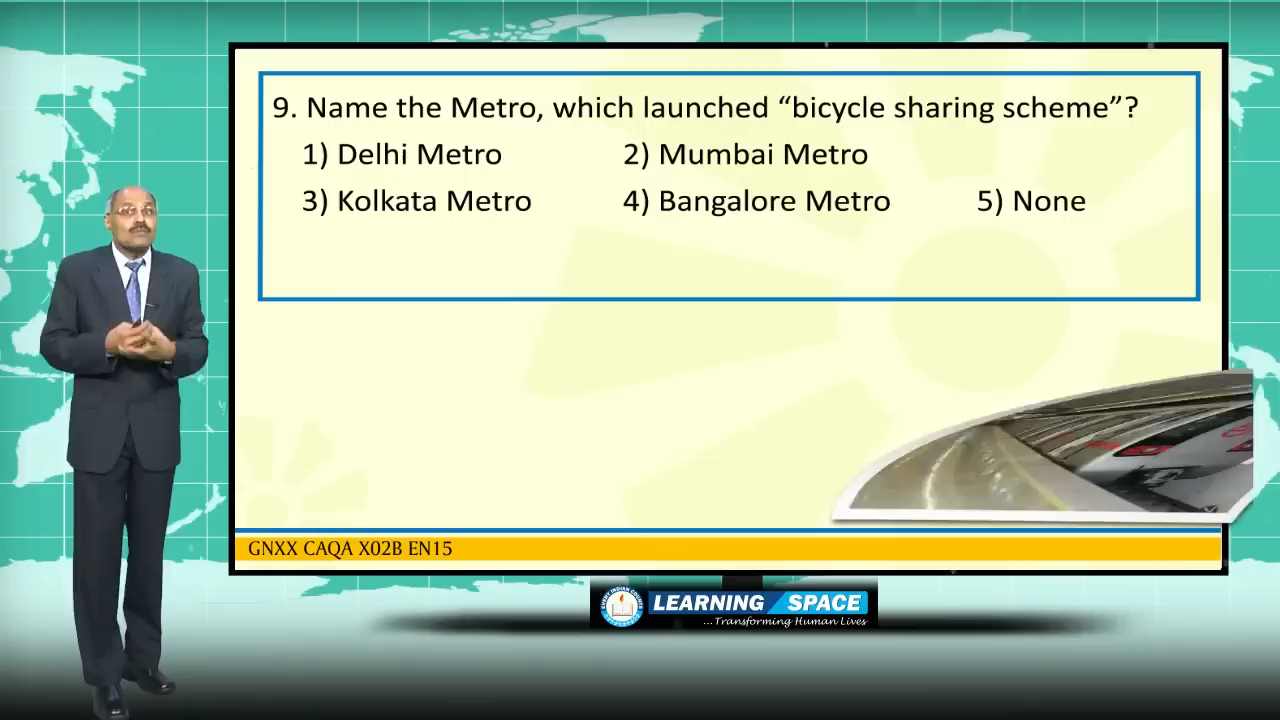 9. Name the Metro, which launched “bicycle sharing scheme”?
1) Delhi Metro 2) Mumbai Metro
3) Kolkata Metro 4) Bangalore Metro 5) None
GNXX CAQA X02B EN15
LEARNING SPACE
...Transforming Human Lives